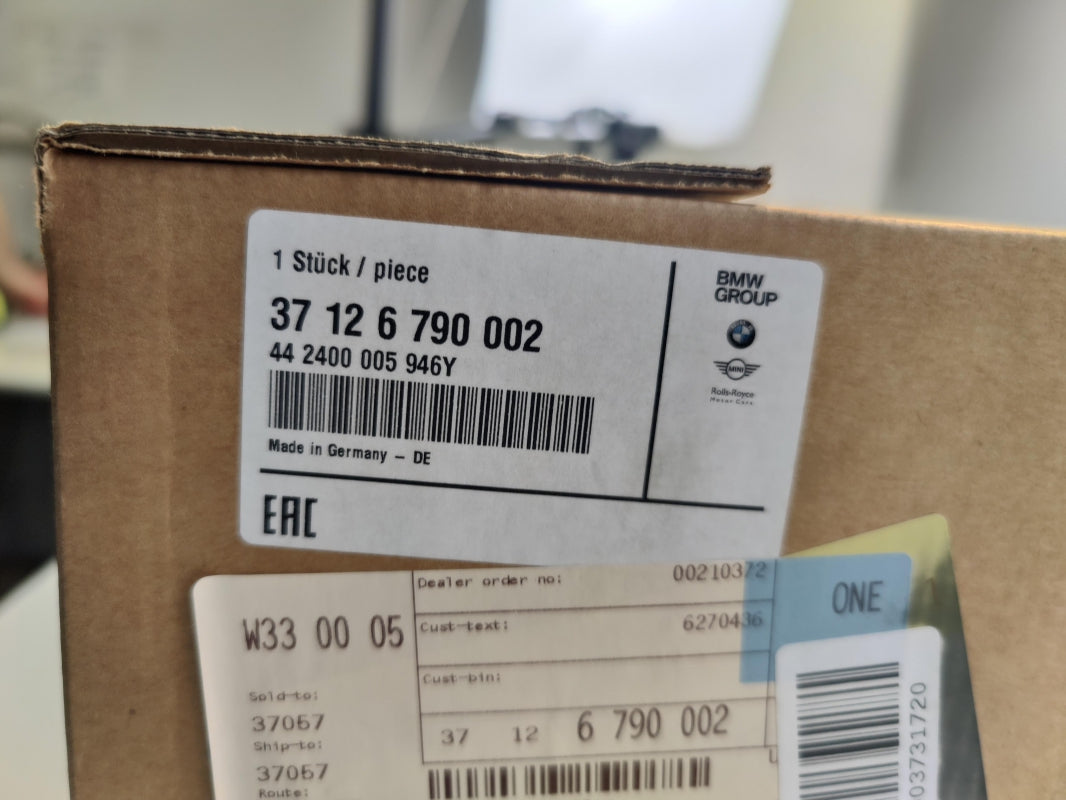 1 Stück / piece
37 12 6 790 002
44 2400 005 946Y
Made in Germany – DE
EAC
BMW
GROUP
MINI
Rolls-Royce
Motor Cars
Dealer order no: 00210372
W33 00 05
Cust-text: 6270436
Cust-bin:
37 12 6 790 002
Sold-to:
37057
Ship-to:
37057
Route:
ONE
03731720